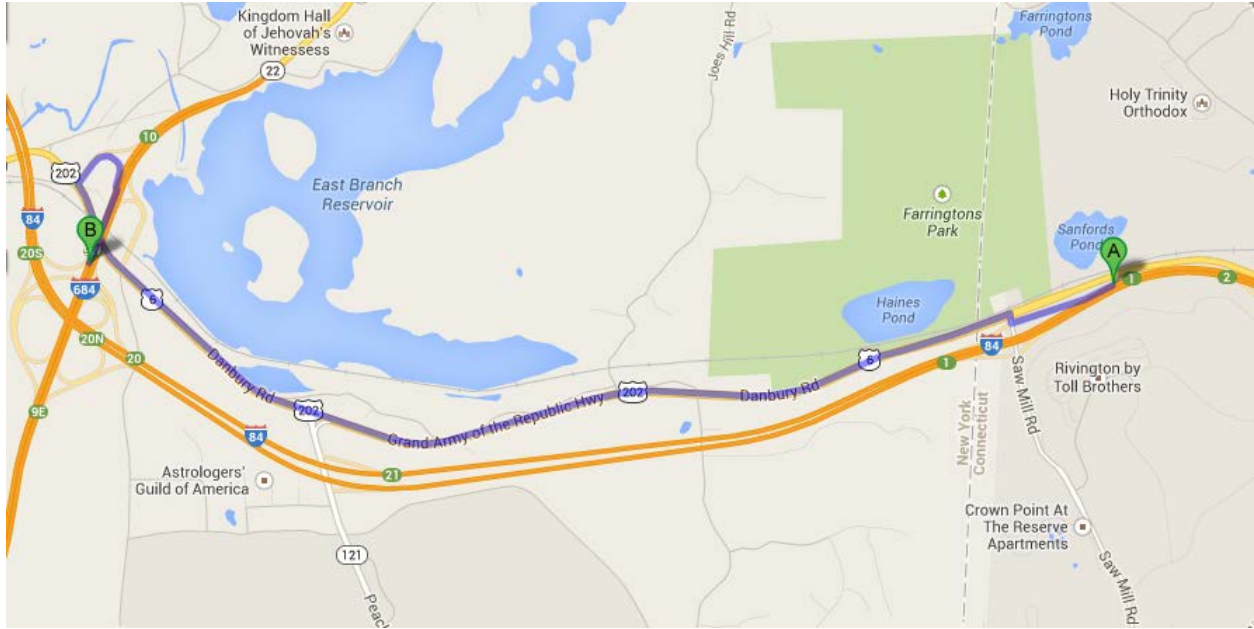 Kingdom Hall
of Jehovah's
Witnessess
22
10
202
84
20S
B
684
6
20N
20
9E
East Branch
Reservoir
Danbury Rd
202
84
21
Grand Army of the Republic Hwy
202
Danbury Rd
6
Astrologers'
Guild of America
121
Peach
Joes Hill Rd
Farringtons
Pond
Holy Trinity
Orthodox
Farringtons
Park
Sanfords
Pond
A
1
2
Haines
Pond
84
1
Saw Mill Rd
Rivington by
Toll Brothers
New York
Connecticut
Crown Point At
The Reserve
Apartments
Saw Mill Rd